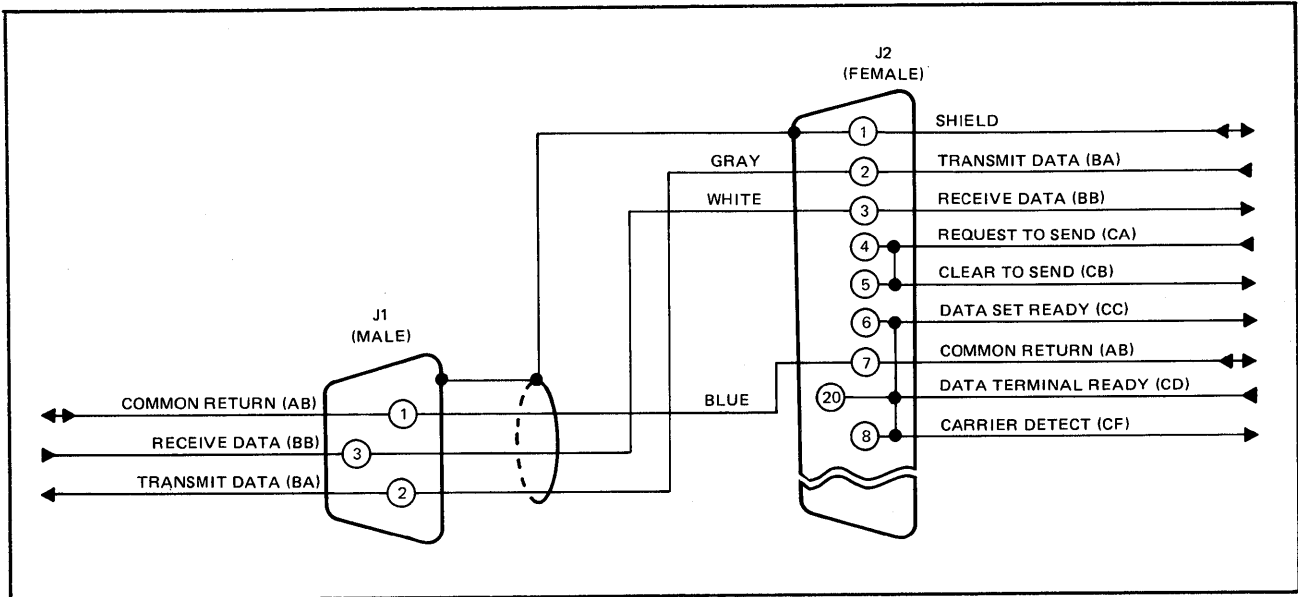 J2
(FEMALE)
1
SHIELD
GRAY
2
TRANSMIT DATA (BA)
WHITE
3
RECEIVE DATA (BB)
4
REQUEST TO SEND (CA)
5
CLEAR TO SEND (CB)
6
DATA SET READY (CC)
7
COMMON RETURN (AB)
20
DATA TERMINAL READY (CD)
8
CARRIER DETECT (CF)
J1
(MALE)
COMMON RETURN (AB)
1
BLUE
RECEIVE DATA (BB)
3
TRANSMIT DATA (BA)
2